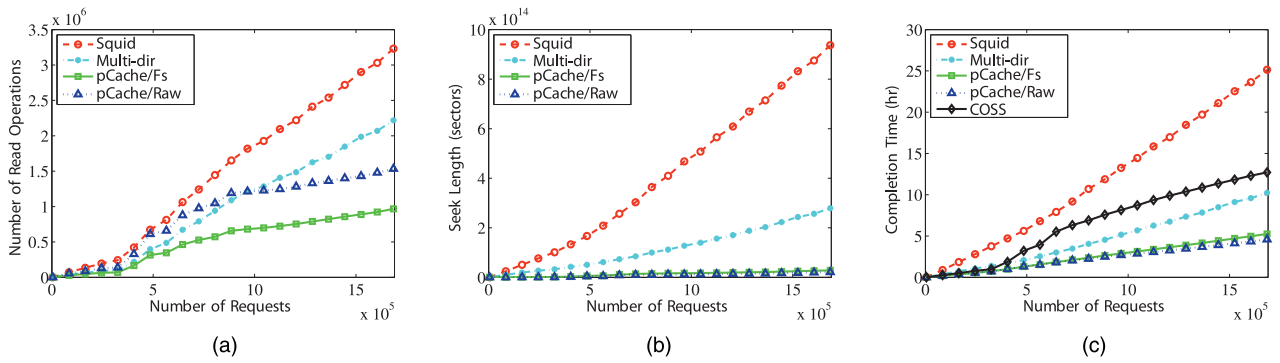 x 10^6
3.5
3
2.5
2
1.5
1
0.5
0
Number of Read Operations
Squid
Multi-dir
pCache/Fs
pCache/Raw
0 5 10 15
Number of Requests
x 10^5
(a)
x 10^14
10
8
6
4
2
0
Seek Length (sectors)
Squid
Multi-dir
pCache/Fs
pCache/Raw
0 5 10 15
Number of Requests
x 10^5
(b)
30
25
20
15
10
5
0
Completion Time (hr)
Squid
Multi-dir
pCache/Fs
pCache/Raw
COSS
0 5 10 15
Number of Requests
x 10^5
(c)